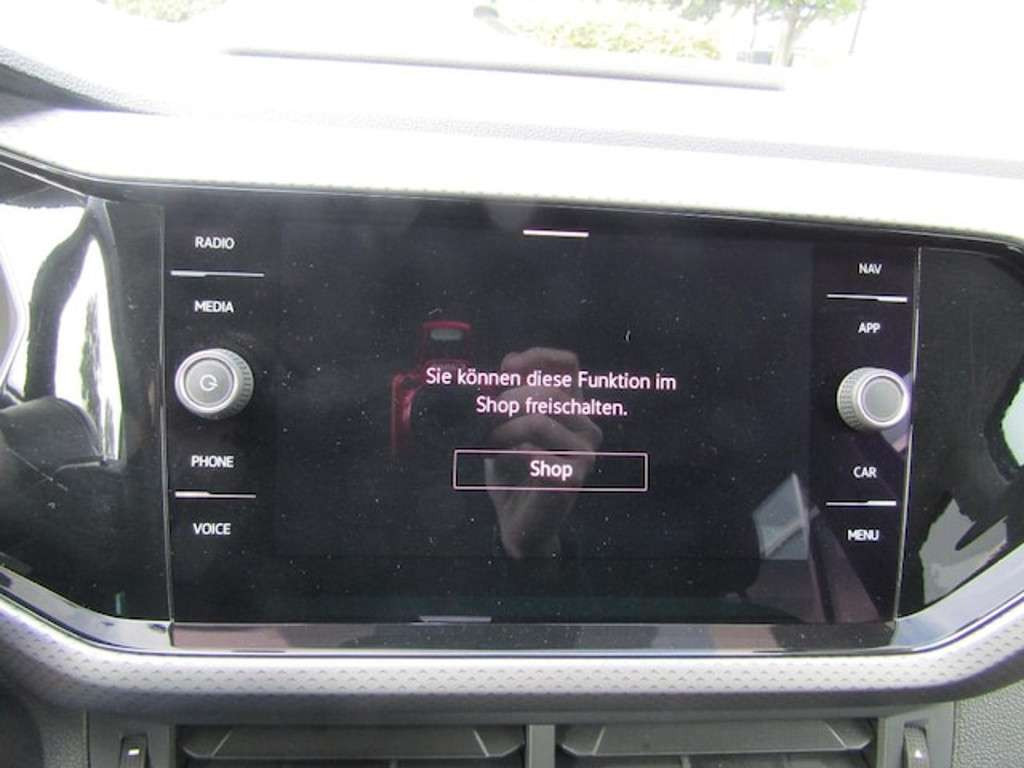 RADIO
MEDIA
PHONE
VOICE
Sie können diese Funktion im
Shop freischalten.
Shop
NAV
APP
CAR
MENU